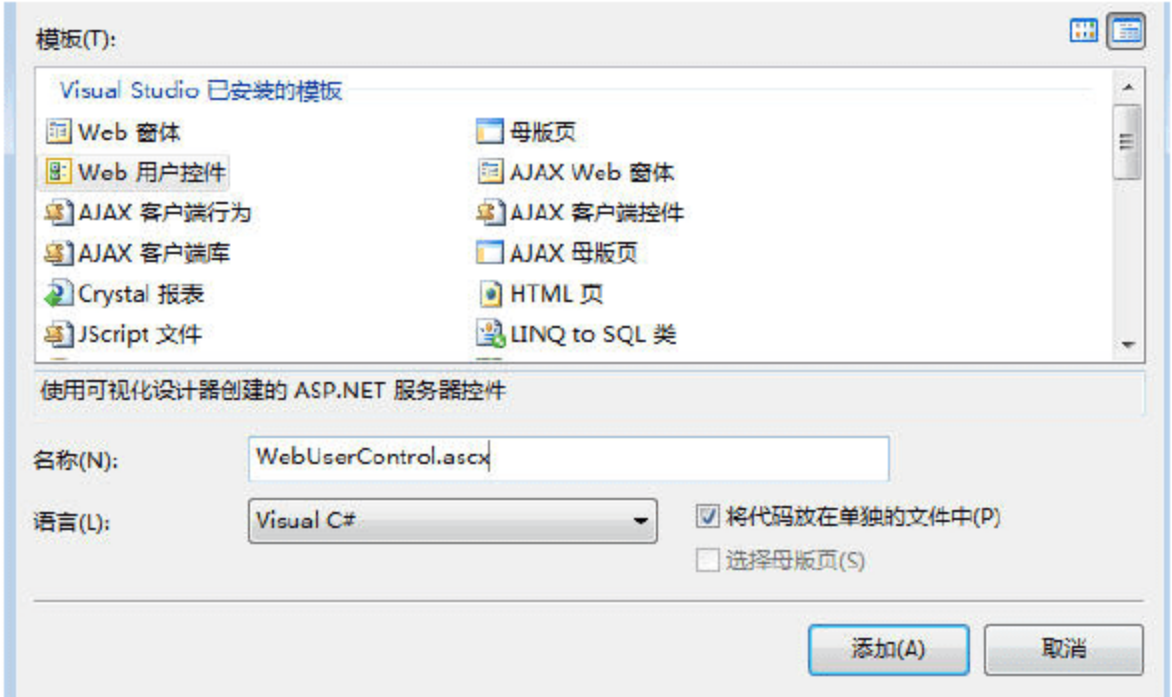 模板(T):
Visual Studio 已安装的模板
Web 窗体 母版页
Web 用户控件 AJAX Web 窗体
AJAX 客户端行为 AJAX 客户端控件
AJAX 客户端库 AJAX 母版页
Crystal 报表 HTML 页
JScript 文件 LINQ to SQL 类
使用可视化设计器创建的 ASP.NET 服务器控件
名称(N): WebUserControl.ascx
语言(L): Visual C# 将代码放在单独的文件中(P)
选择母版页(S)
添加(A) 取消